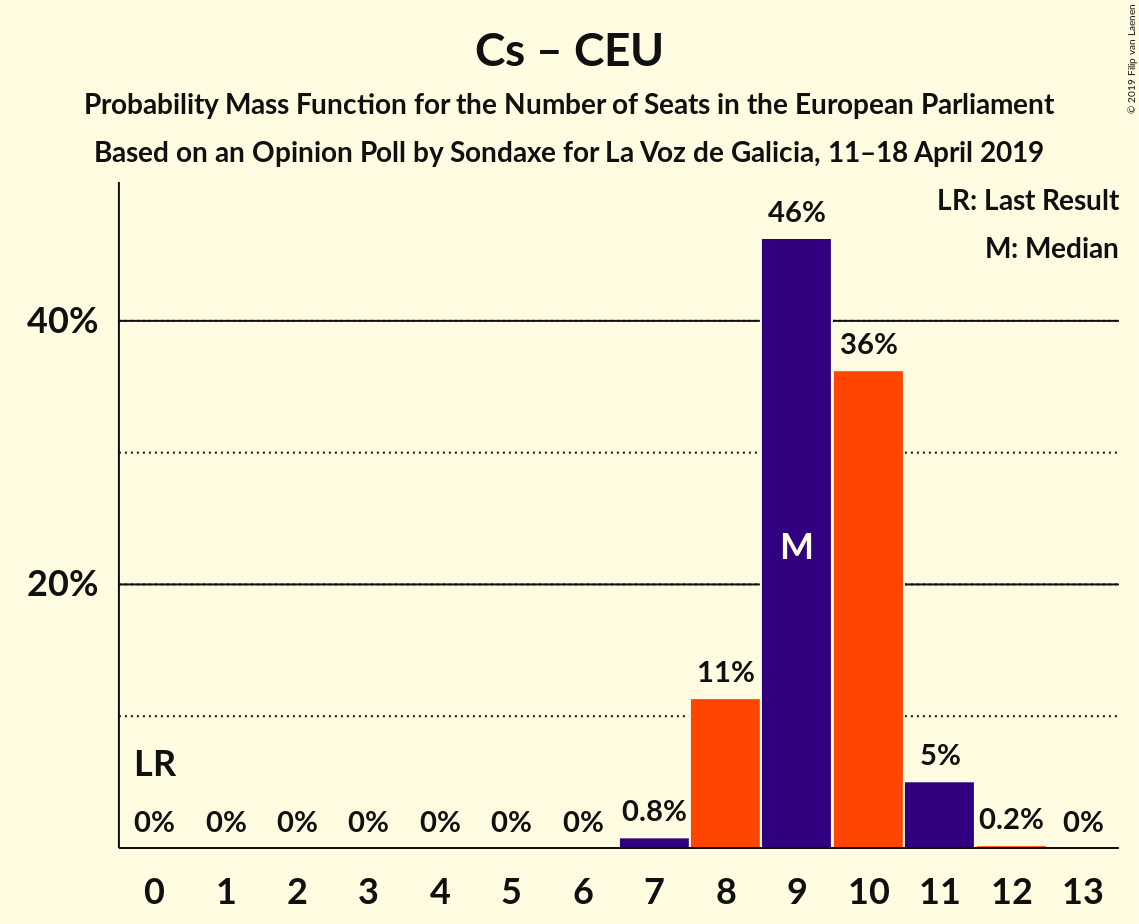 Cs – CEU
Probability Mass Function for the Number of Seats in the European Parliament
Based on an Opinion Poll by Sondaxe for La Voz de Galicia, 11–18 April 2019
© 2019 Filip van Laenen
LR: Last Result
M: Median
46%
40%
36%
M
20%
11%
LR
5%
0% 0% 0% 0% 0% 0% 0% 0.8% 0.2% 0%
0 1 2 3 4 5 6 7 8 9 10 11 12 13